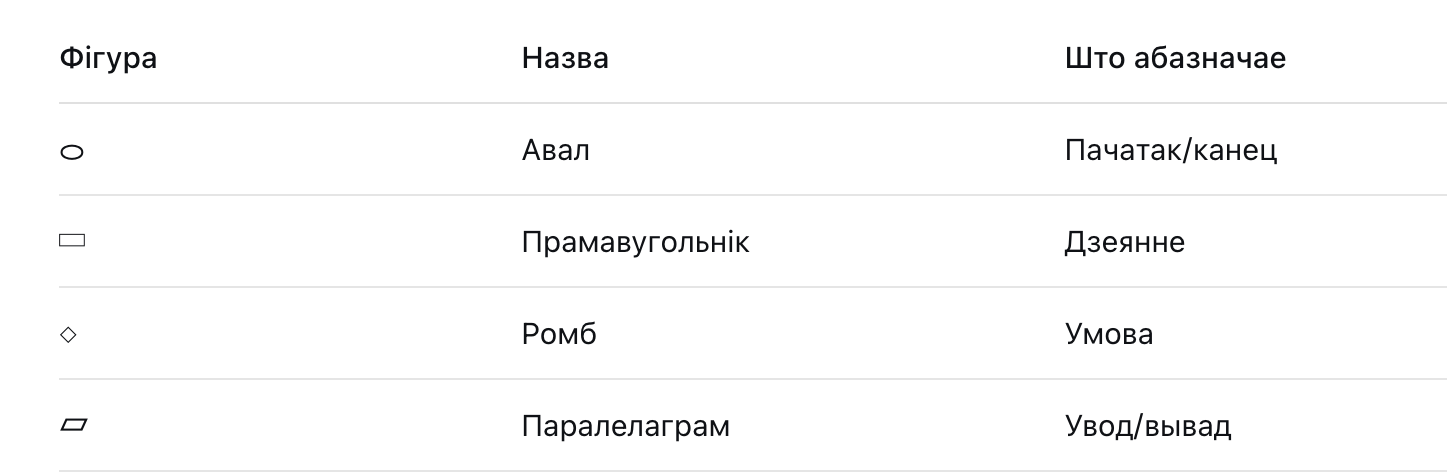 Фігура Назва Што абазначае
⬭ Авал Пачатак/канец
▭ Прамавугольнік Дзеянне
◇ Ромб Умова
▱ Паралелаграм Увод/вывад